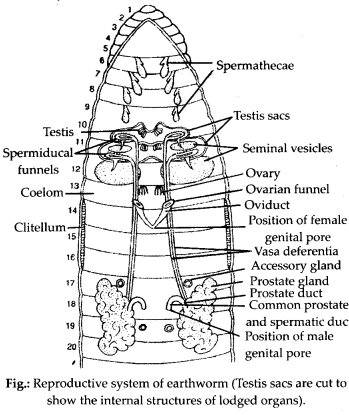 1
2
3
4
5
6
7
8
9
10
11
12
13
14
15
16
17
18
19
20
Spermathecae
Testis sacs
Testis
Spermiducal
funnels
Seminal vesicles
Ovary
Coelom
Ovarian funnel
Oviduct
Clitellum
Position of female
genital pore
Vasa deferentia
Accessory gland
Prostate gland
Prostate duct
Common prostate
and spermatic duc
Position of male
genital pore
Fig.: Reproductive system of earthworm (Testis sacs are cut to
show the internal structures of lodged organs).